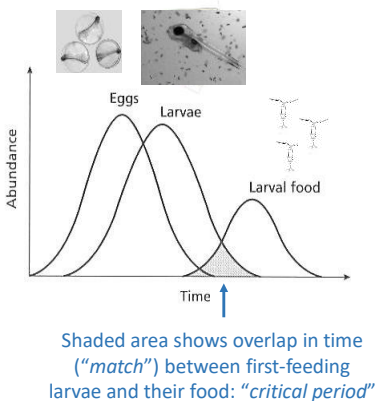 Eggs
Larvae
Larval food
Abundance
Time
Shaded area shows overlap in time
(“match”) between first-feeding
larvae and their food: “critical period”